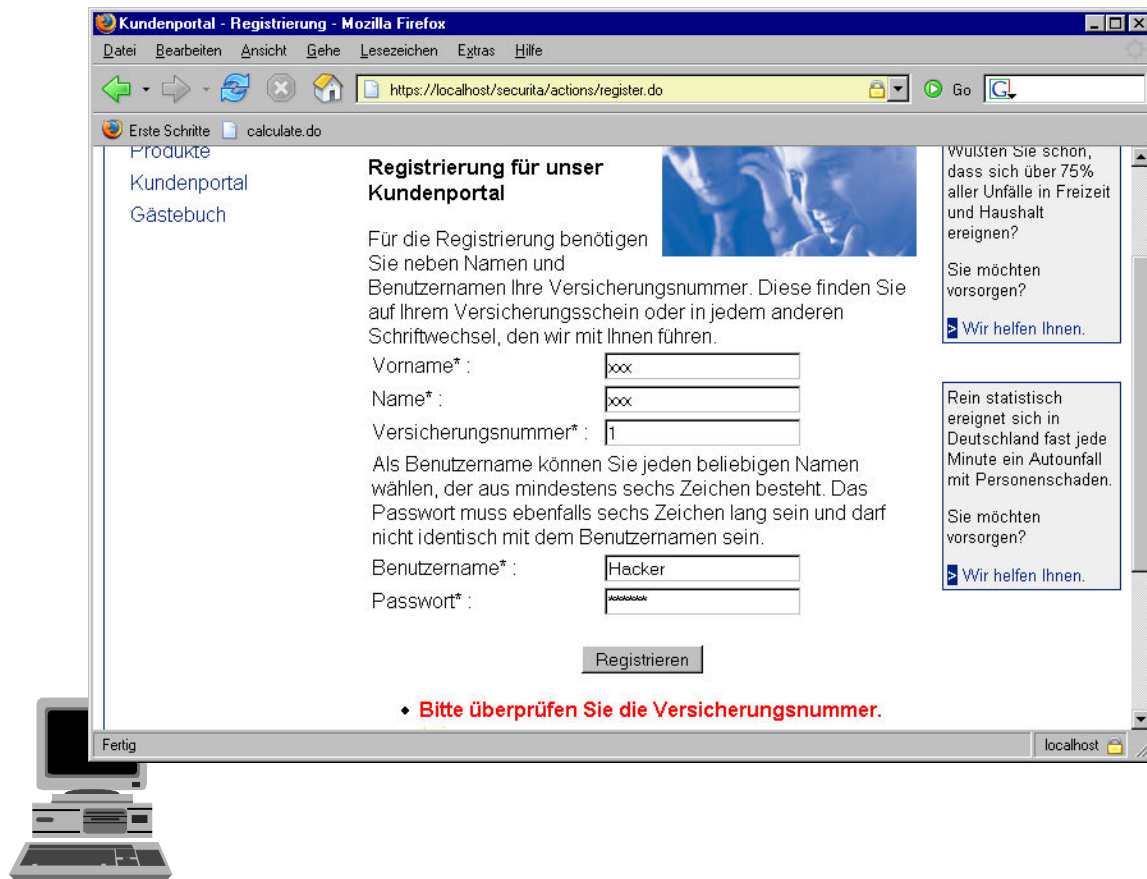 Kundenportal - Registrierung - Mozilla Firefox
Datei Bearbeiten Ansicht Gehe Lesezeichen Extras Hilfe
https://localhost/securita/actions/register.do
Go
G
Erste Schritte calculate.do
Produkte
Kundenportal
Gästebuch
Registrierung für unser
Kundenportal
Für die Registrierung benötigen
Sie neben Namen und
Benutzernamen Ihre Versicherungsnummer. Diese finden Sie
auf Ihrem Versicherungsschein oder in jedem anderen
Schriftwechsel, den wir mit Ihnen führen.
Vorname* : xxx
Name* : xxx
Versicherungsnummer* : 1
Als Benutzername können Sie jeden beliebigen Namen
wählen, der aus mindestens sechs Zeichen besteht. Das
Passwort muss ebenfalls sechs Zeichen lang sein und darf
nicht identisch mit dem Benutzernamen sein.
Benutzername* : Hacker
Passwort* : *******
Registrieren
• Bitte überprüfen Sie die Versicherungsnummer.
Wußten Sie schon,
dass sich über 75%
aller Unfälle in Freizeit
und Haushalt
ereignen?
Sie möchten
vorsorgen?
> Wir helfen Ihnen.
Rein statistisch
ereignet sich in
Deutschland fast jede
Minute ein Autounfall
mit Personenschaden.
Sie möchten
vorsorgen?
> Wir helfen Ihnen.
Fertig
localhost